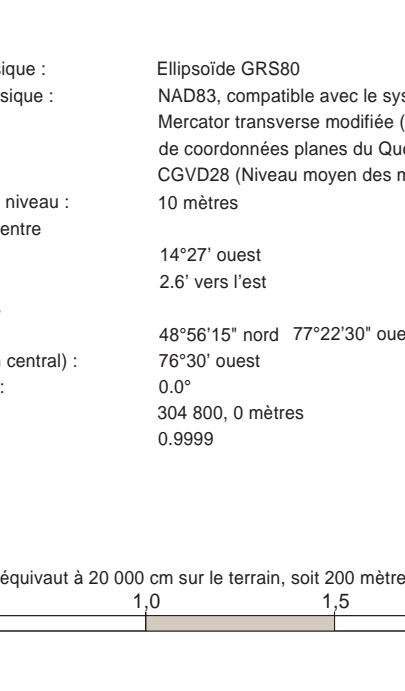 sique : Ellipsoïde GRS80
sique : NAD83, compatible avec le sys
Mercator transverse modifiée (
de coordonnées planes du Qu
CGVD28 (Niveau moyen des m
niveau : 10 mètres
entre
14°27’ ouest
2.6’ vers l’est
48°56’15" nord 77°22’30" oue
central) : 76°30’ ouest
: 0.0°
304 800, 0 mètres
0.9999
équivaut à 20 000 cm sur le terrain, soit 200 mètre
1,0 1,5